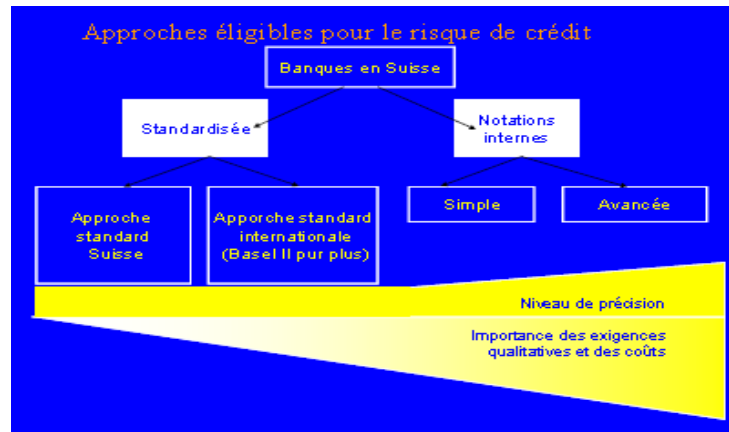 Approches éligibles pour le risque de crédit
Banques en Suisse
Standardisée
Notations
internes
Approche
standard
Suisse
Apporche standard
internationale
(Basel II pur plus)
Simple
Avancée
Niveau de précision
Importance des exigences
qualitatives et des coûts